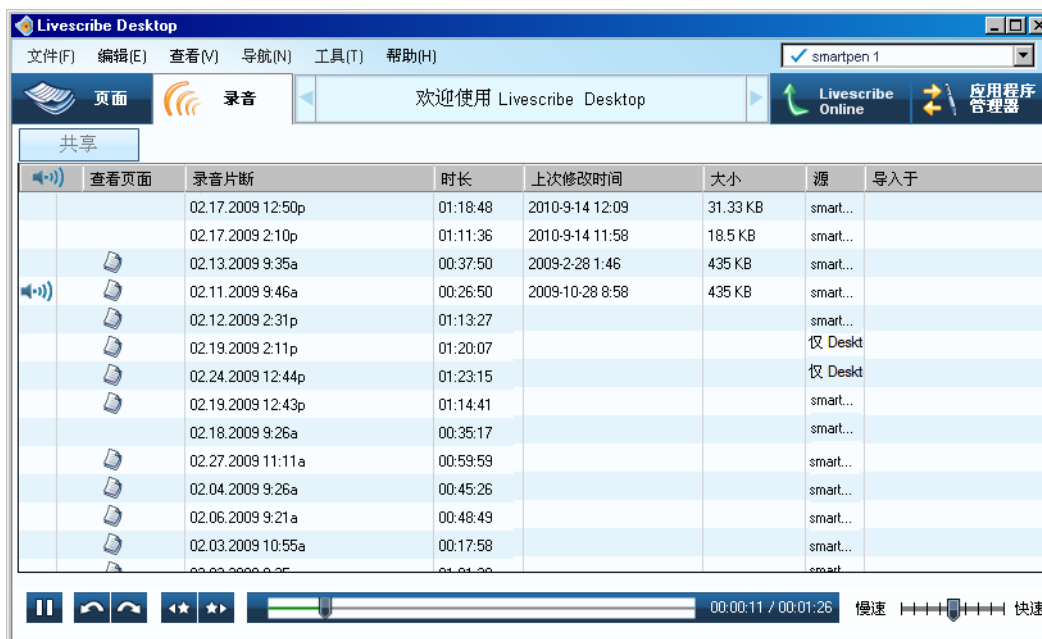 Livescribe Desktop
文件(F) 编辑(E) 查看(V) 导航(N) 工具(T) 帮助(H) smartpen 1
页面 录音 欢迎使用 Livescribe Desktop Livescribe Online 应用程序管理器
共享
查看页面 录音片断 时长 上次修改时间 大小 源 导入于
02.17.2009 12:50p 01:18:48 2010-9-14 12:09 31.33 KB smart...
02.17.2009 2:10p 01:11:36 2010-9-14 11:58 18.5 KB smart...
02.13.2009 9:35a 00:37:50 2009-2-28 1:46 435 KB smart...
02.11.2009 9:46a 00:26:50 2009-10-28 8:58 435 KB smart...
02.12.2009 2:31p 01:13:27 smart...
02.19.2009 2:11p 01:20:07 仅 Deskt
02.24.2009 12:44p 01:23:15 仅 Deskt
02.19.2009 12:43p 01:14:41 smart...
02.18.2009 9:26a 00:35:17 smart...
02.27.2009 11:11a 00:59:59 smart...
02.04.2009 9:26a 00:45:26 smart...
02.06.2009 9:21a 00:48:49 smart...
02.03.2009 10:55a 00:17:58 smart...
00:00:11 / 00:01:26 慢速 快速